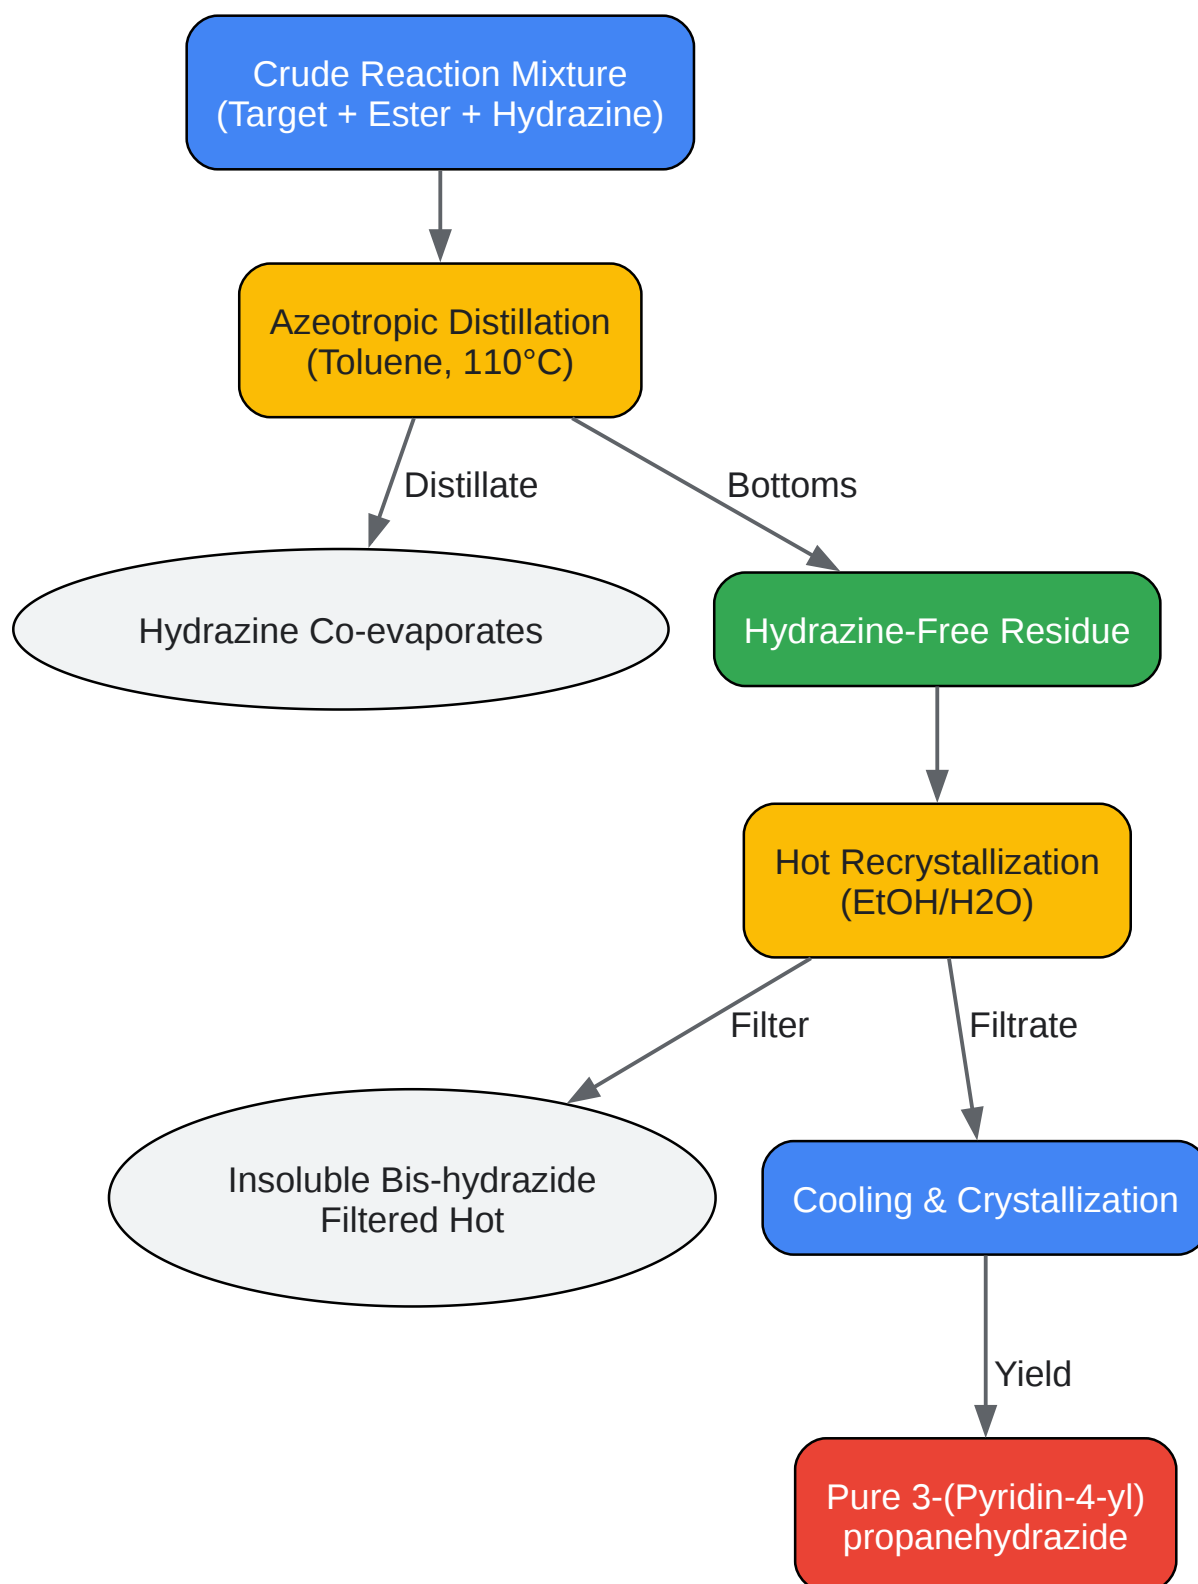 Crude Reaction Mixture
(Target + Ester + Hydrazine)
Azeotropic Distillation
(Toluene, 110°C)
Distillate
Bottoms
Hydrazine Co-evaporates
Hydrazine-Free Residue
Hot Recrystallization
(EtOH/H2O)
Filter
Filtrate
Insoluble Bis-hydrazide
Filtered Hot
Cooling & Crystallization
Yield
Pure 3-(Pyridin-4-yl)
propanehydrazide